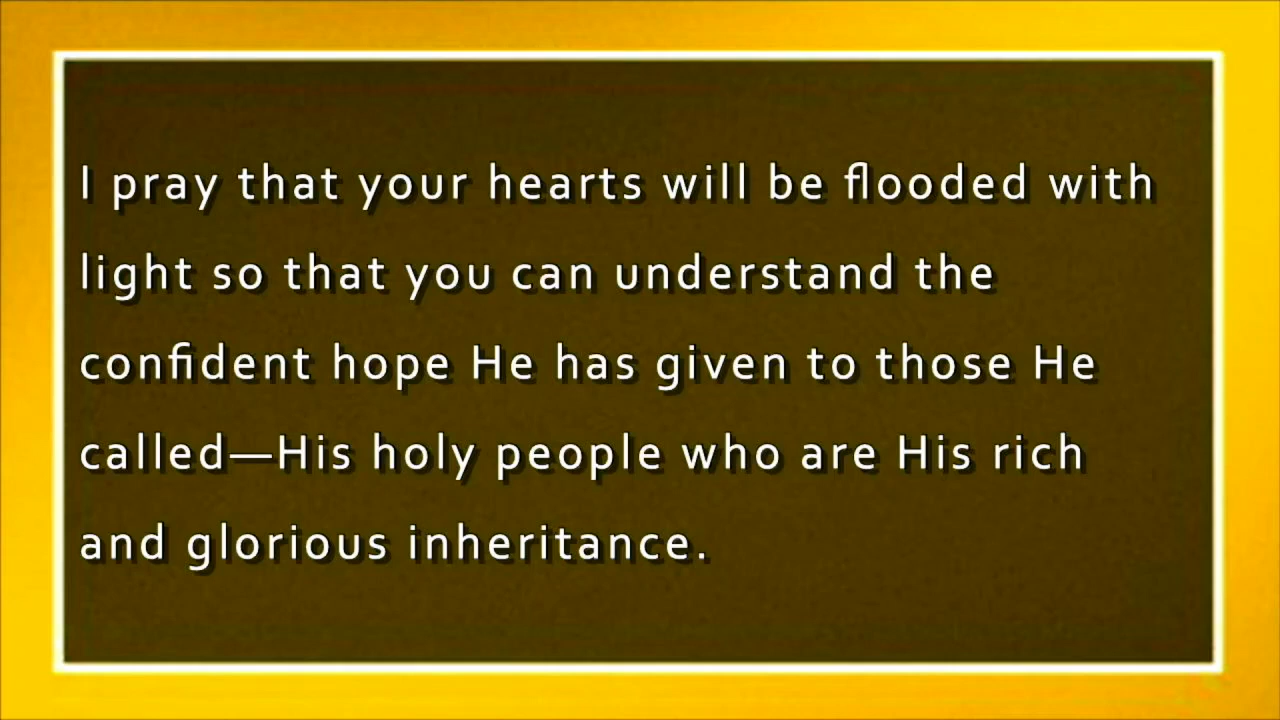 I pray that your hearts will be flooded with
light so that you can understand the
confident hope He has given to those He
called—His holy people who are His rich
and glorious inheritance.